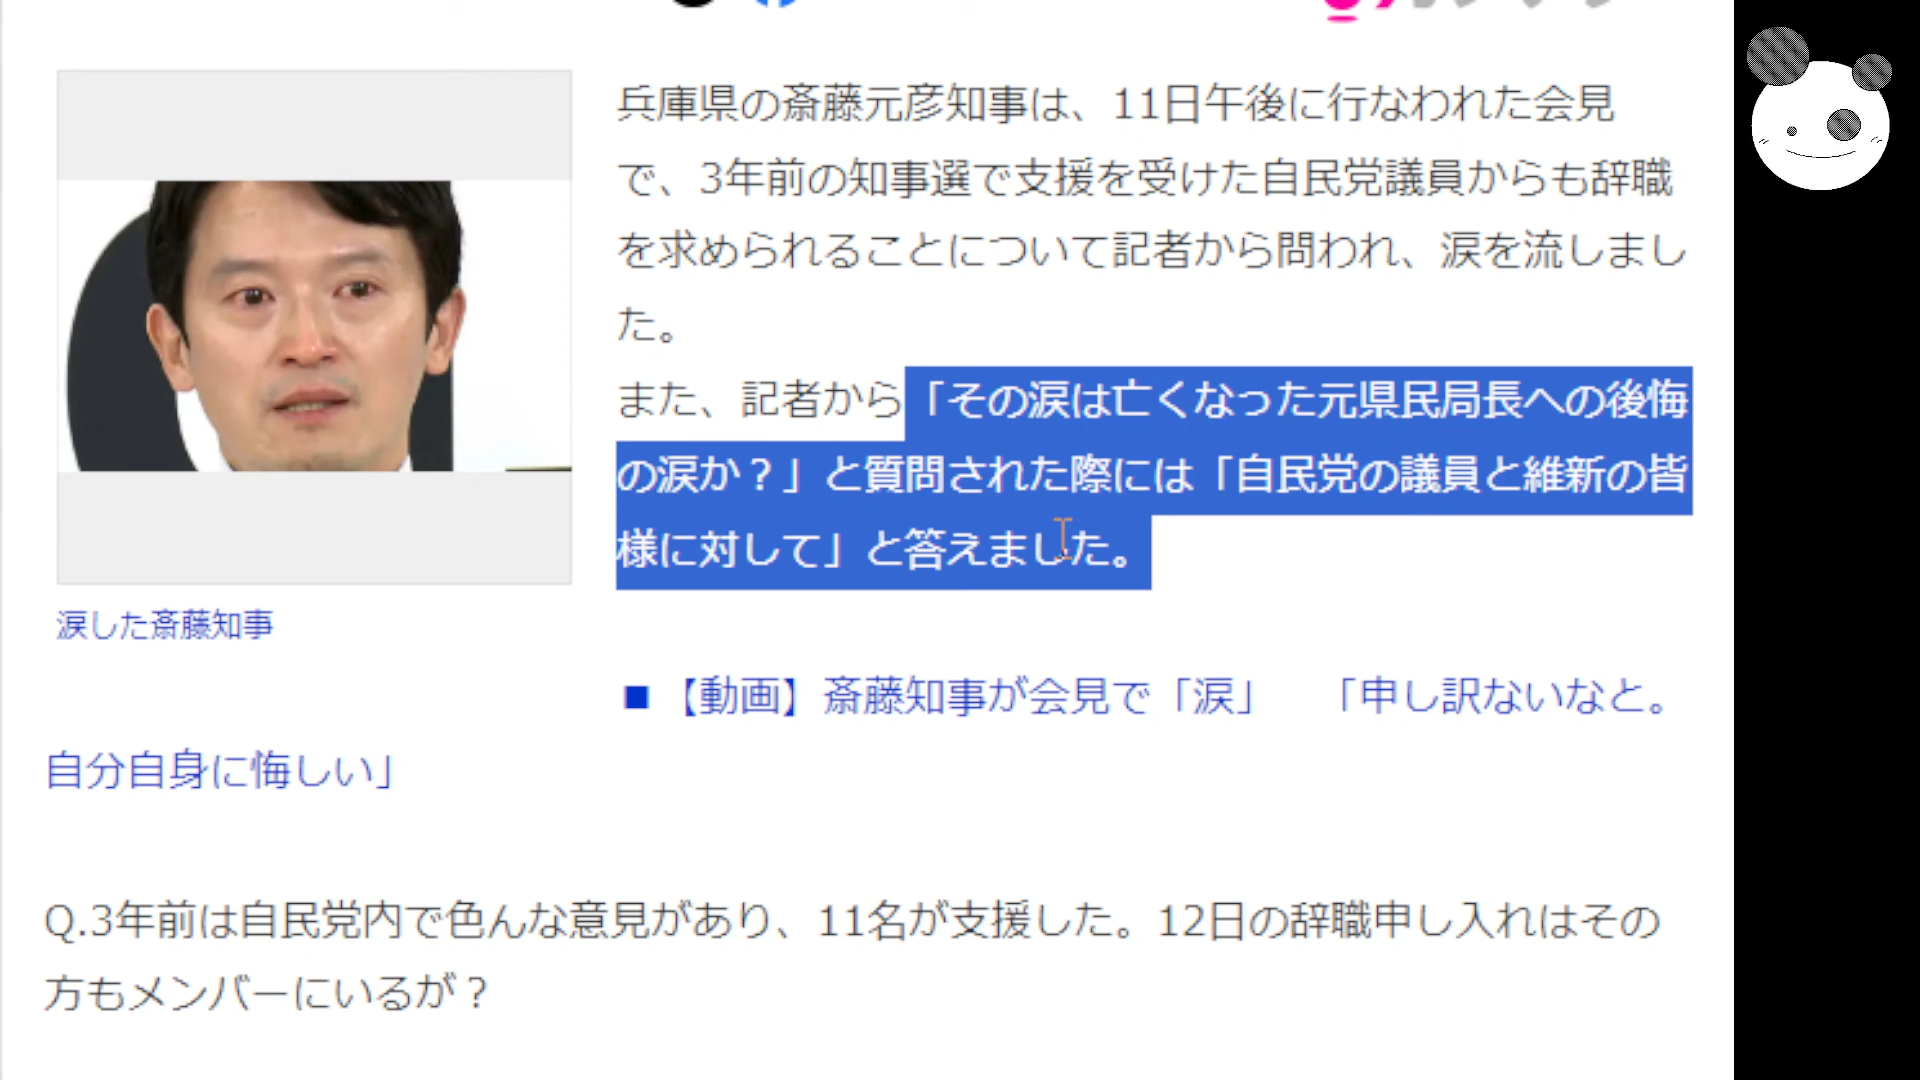 兵庫県の斎藤元彦知事は、11日午後に行なわれた会見
で、3年前の知事選で支援を受けた自民党議員からも辞職
を求められることについて記者から問われ、涙を流しまし
た。
また、記者から「その涙は亡くなった元県民局長への後悔
の涙か？」と質問された際には「自民党の議員と維新の皆
様に対して」と答えました。
涙した斎藤知事
■【動画】斎藤知事が会見で「涙」　「申し訳ないなと。
自分自身に悔しい」
Q.3年前は自民党内で色んな意見があり、11名が支援した。12日の辞職申し入れはその
方もメンバーにいるが？